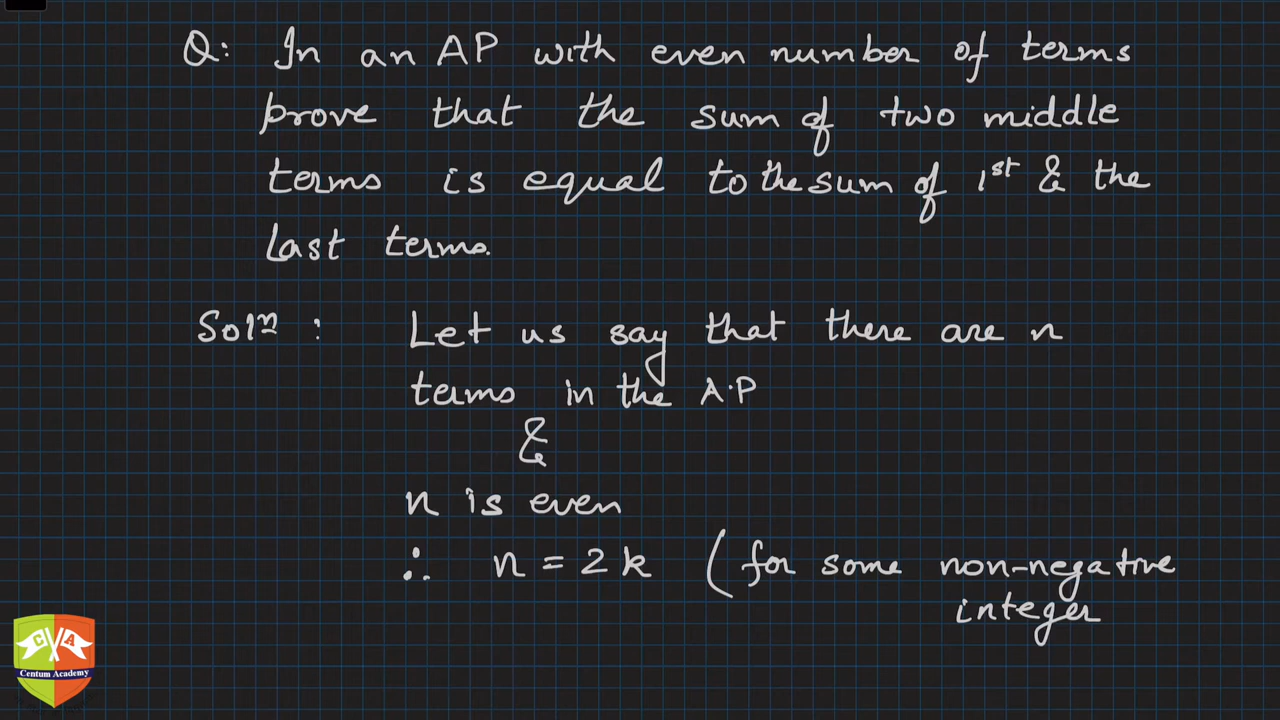 Q: In an AP with even number of terms
prove that the sum of two middle
terms is equal to the sum of 1st & the
last terms.
Soln : Let us say that there are n
terms in the A.P
&
n is even
∴ n = 2k (for some non-negative
integer
C A
Centum Academy